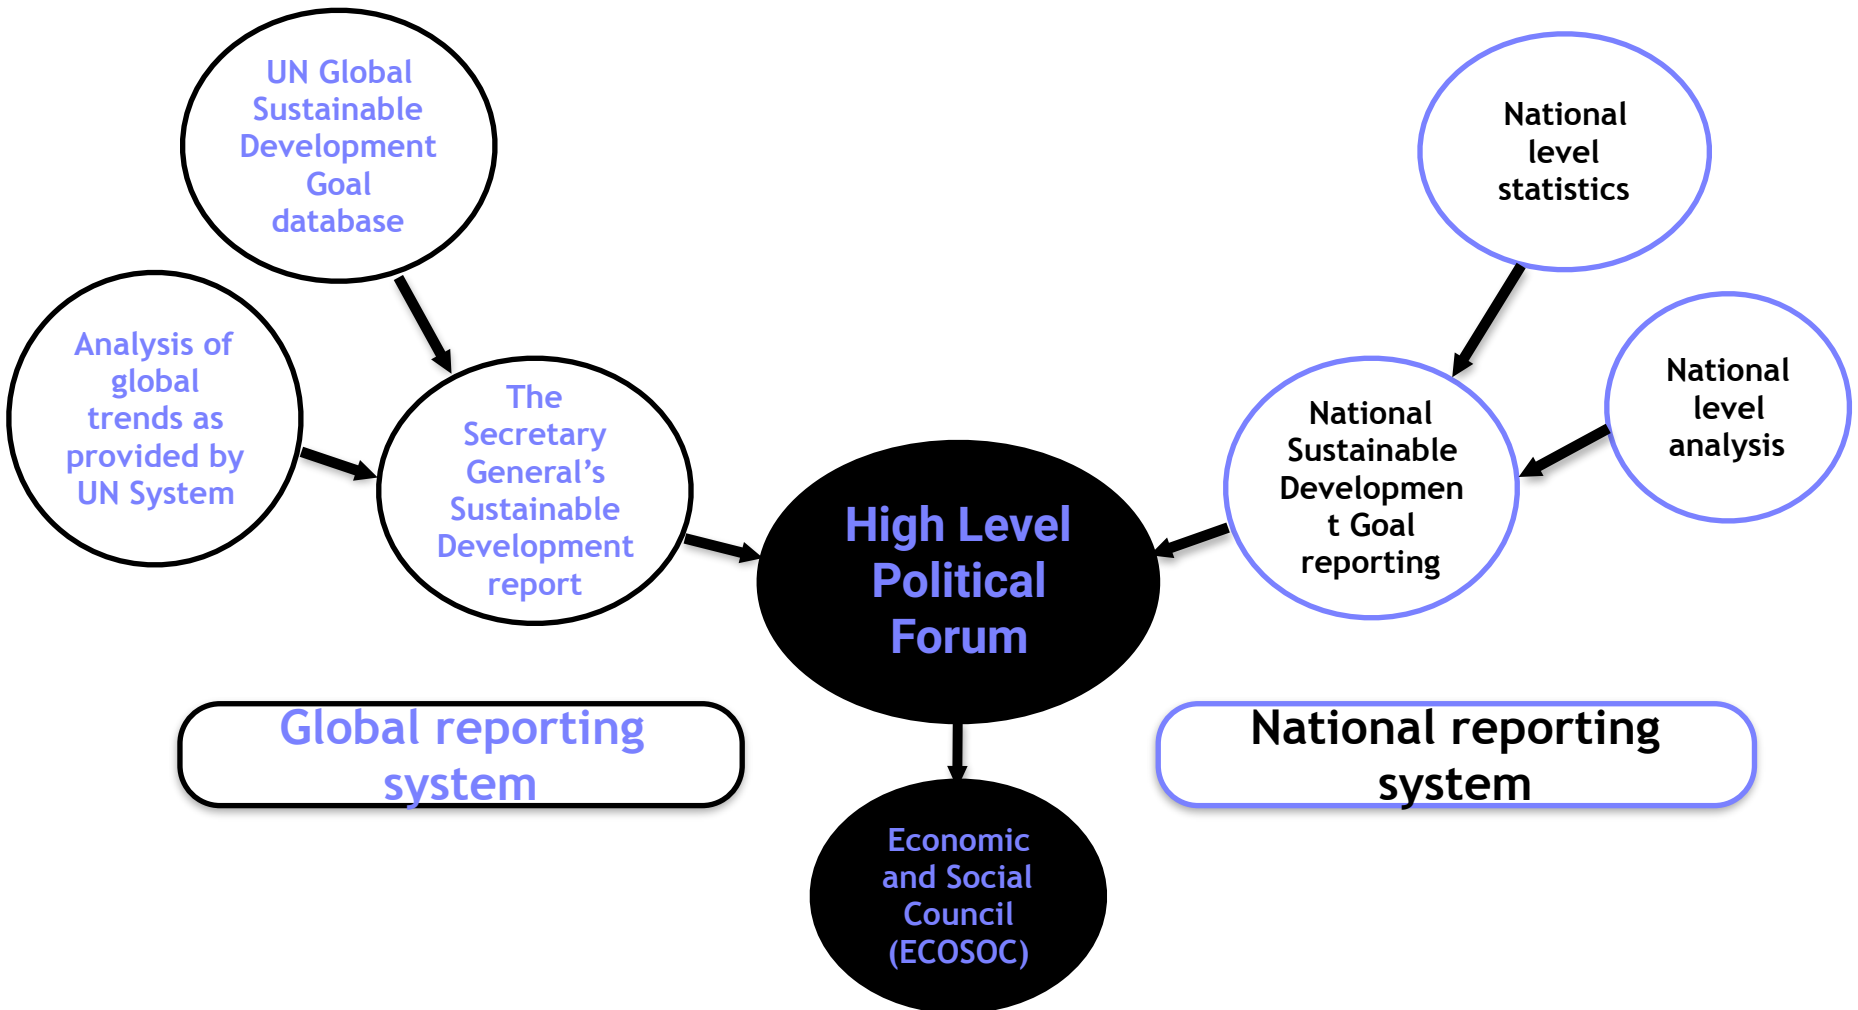 UN Global
Sustainable
Development
Goal
database
Analysis of
global
trends as
provided by
UN System
The
Secretary
General’s
Sustainable
Development
report
High Level
Political
Forum
Economic
and Social
Council
(ECOSOC)
National
level
statistics
National
level
analysis
National
Sustainable
Developmen
t Goal
reporting
Global reporting
system
National reporting
system